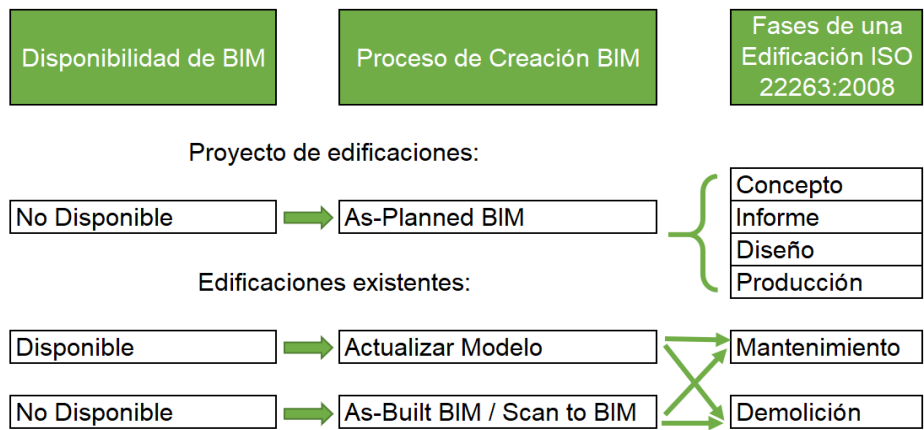 Disponibilidad de BIM
Proceso de Creación BIM
Fases de una
Edificación ISO
22263:2008
Proyecto de edificaciones:
No Disponible
As-Planned BIM
Concepto
Informe
Diseño
Producción
Edificaciones existentes:
Disponible
Actualizar Modelo
Mantenimiento
No Disponible
As-Built BIM / Scan to BIM
Demolición